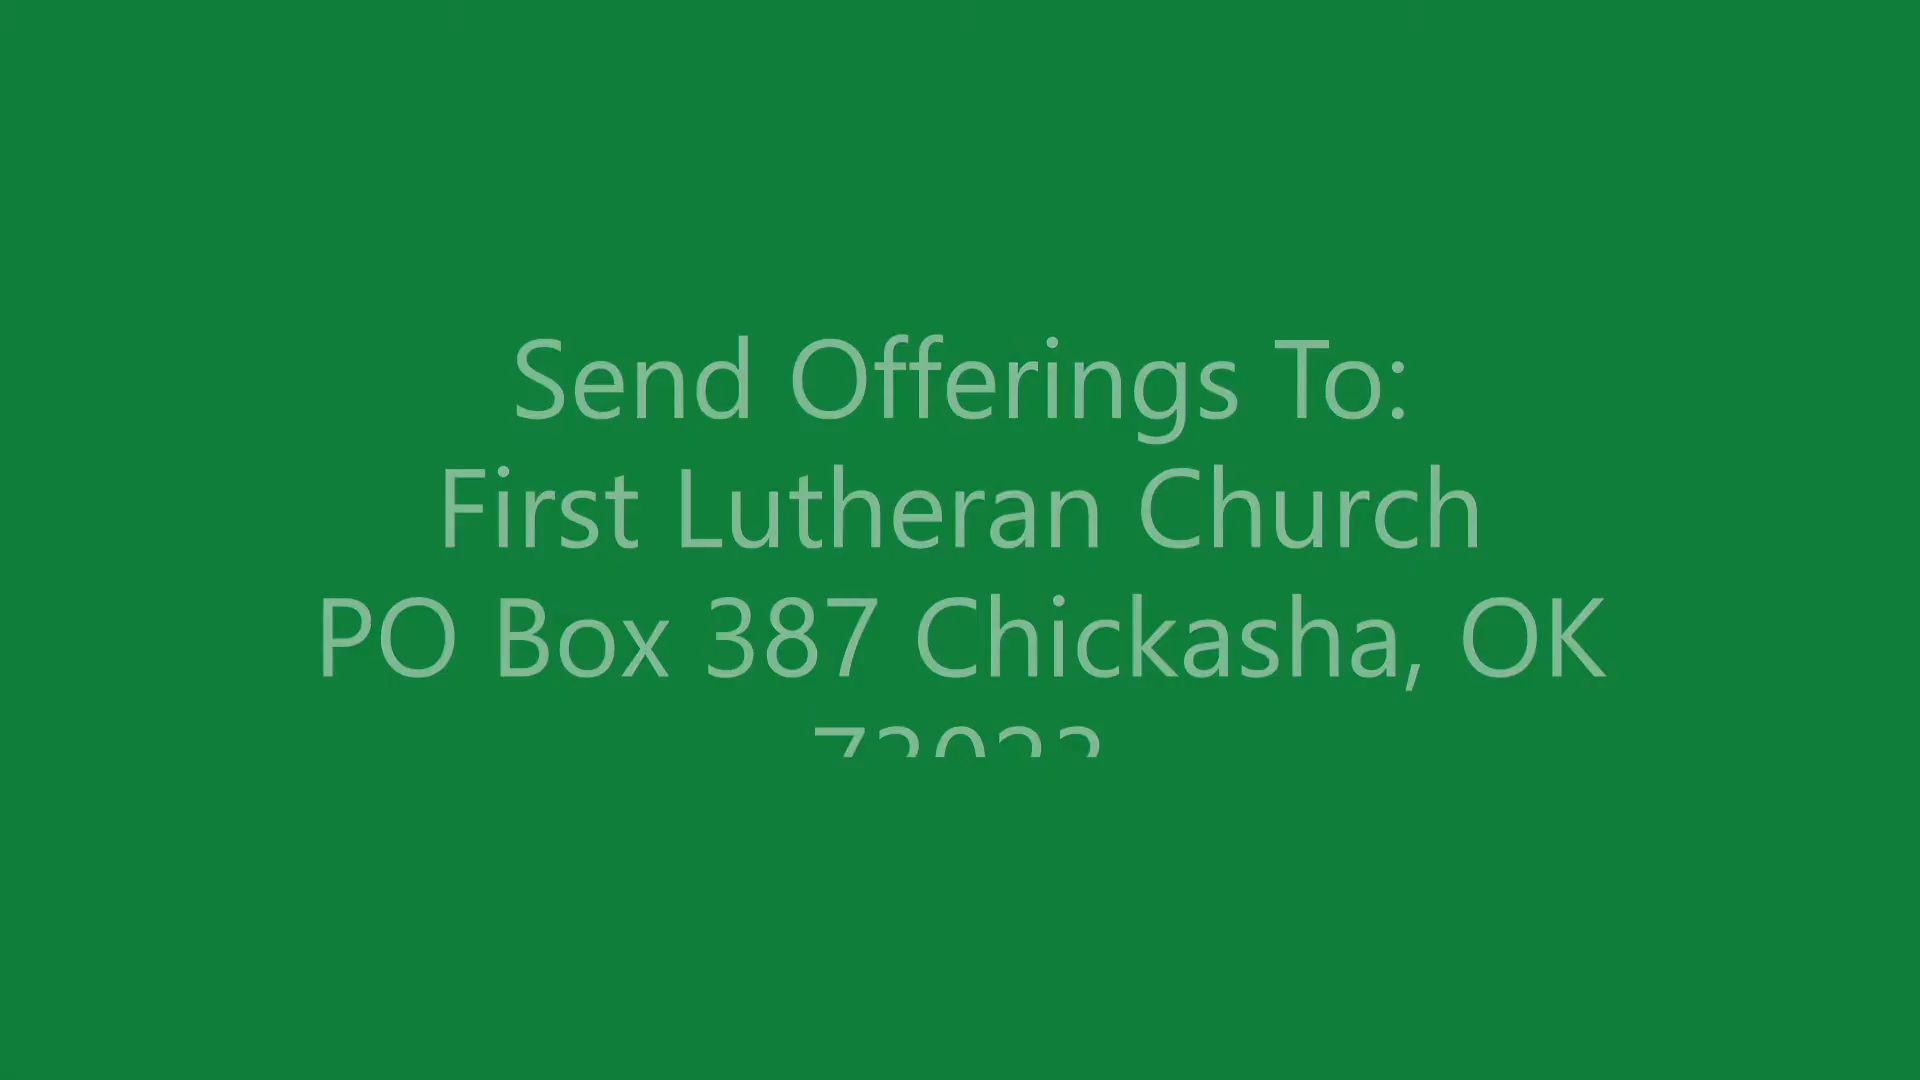 Send Offerings To:
First Lutheran Church
PO Box 387 Chickasha, OK